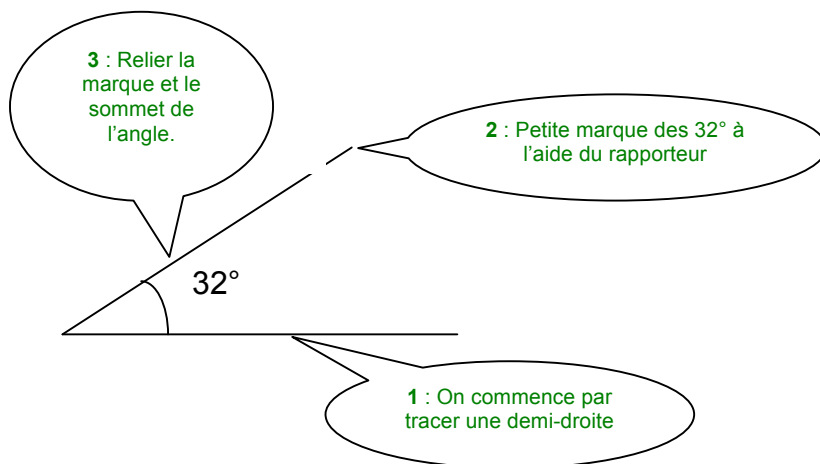 3 : Relier la
marque et le
sommet de
l'angle.
2 : Petite marque des 32° à
l'aide du rapporteur
32°
1 : On commence par
tracer une demi-droite